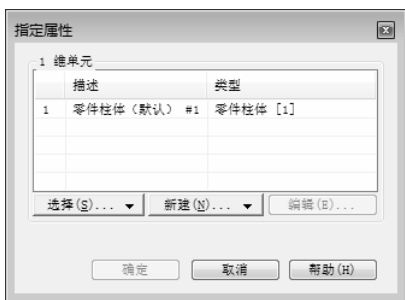 指定属性
1 维单元
描述 类型
1 零件柱体（默认） #1 零件柱体 [1]
选择(S)... 新建(N)... 编辑(E)...
确定 取消 帮助(H)